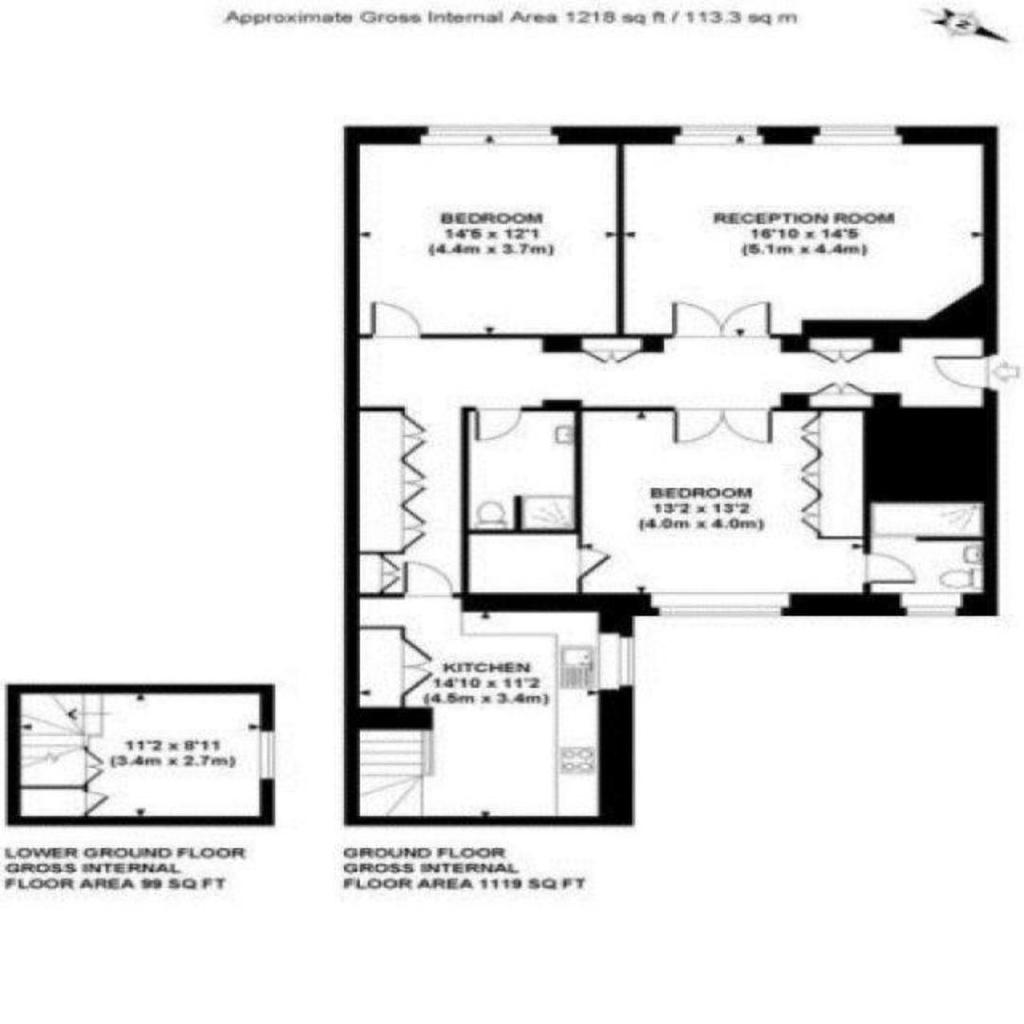 Approximate Gross Internal Area 1218 sq ft / 113.3 sq m
N
BEDROOM
14'5 x 12'1
(4.4m x 3.7m)
RECEPTION ROOM
16'10 x 14'5
(5.1m x 4.4m)
BEDROOM
13'2 x 13'2
(4.0m x 4.0m)
KITCHEN
14'10 x 11'2
(4.5m x 3.4m)
11'2 x 8'11
(3.4m x 2.7m)
LOWER GROUND FLOOR
GROSS INTERNAL
FLOOR AREA 99 SQ FT
GROUND FLOOR
GROSS INTERNAL
FLOOR AREA 1119 SQ FT